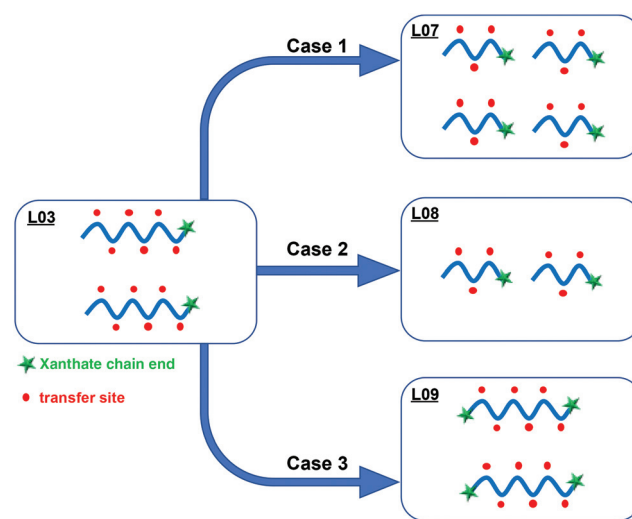 Case 1
L07
L03
Case 2
L08
Xanthate chain end
transfer site
Case 3
L09